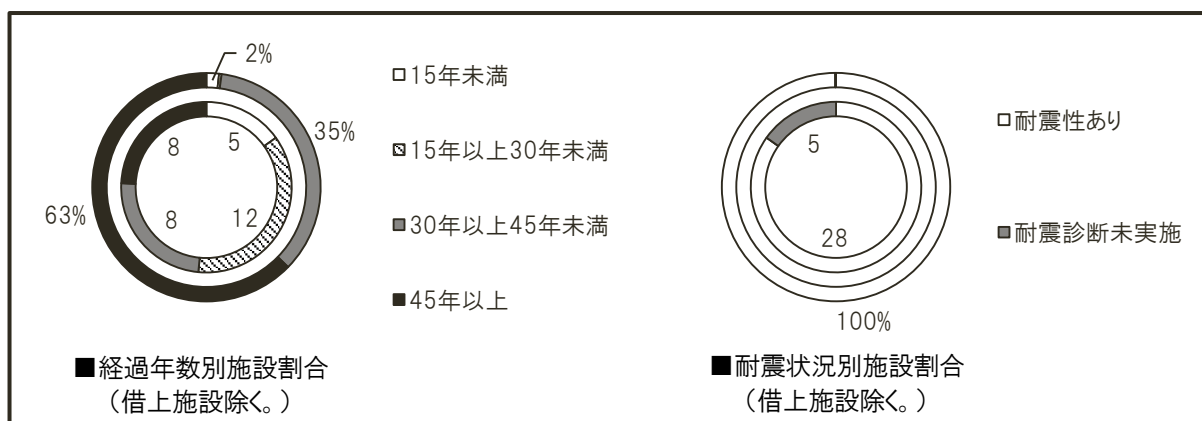 2%
35%
63%
8
5
8
12
□15年未満
15年以上30年未満
■30年以上45年未満
■45年以上
■経過年数別施設割合
（借上施設除く。）
5
28
100%
□耐震性あり
■耐震診断未実施
■耐震状況別施設割合
（借上施設除く。）